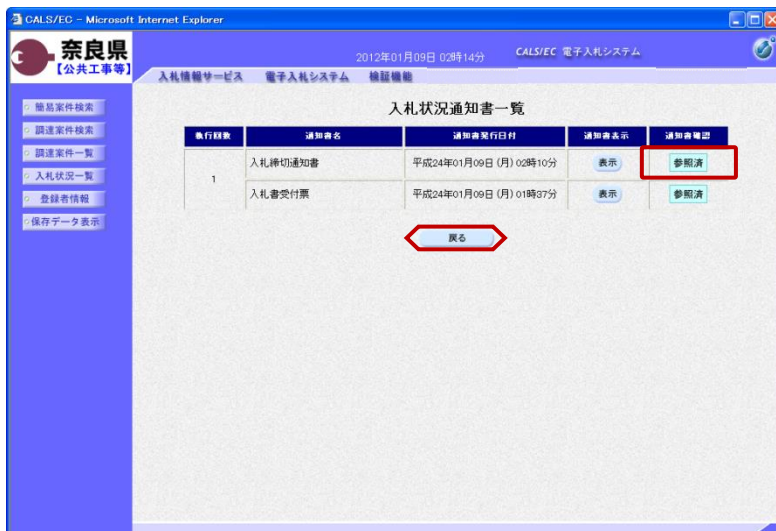 CALS/EC - Microsoft Internet Explorer
奈良県
【公共工事等】
2012年01月09日 02時14分
CALS/EC 電子入札システム
入札情報サービス 電子入札システム 検証機能
簡易案件検索
調達案件検索
調達案件一覧
入札状況一覧
登録者情報
保存データ表示
入札状況通知書一覧
執行回数 通知書名 通知書発行日付 通知書表示 通知書確認
1
入札締切通知書 平成24年01月09日 (月) 02時10分 表示 参照済
入札書受付票 平成24年01月09日 (月) 01時37分 表示 参照済
戻る